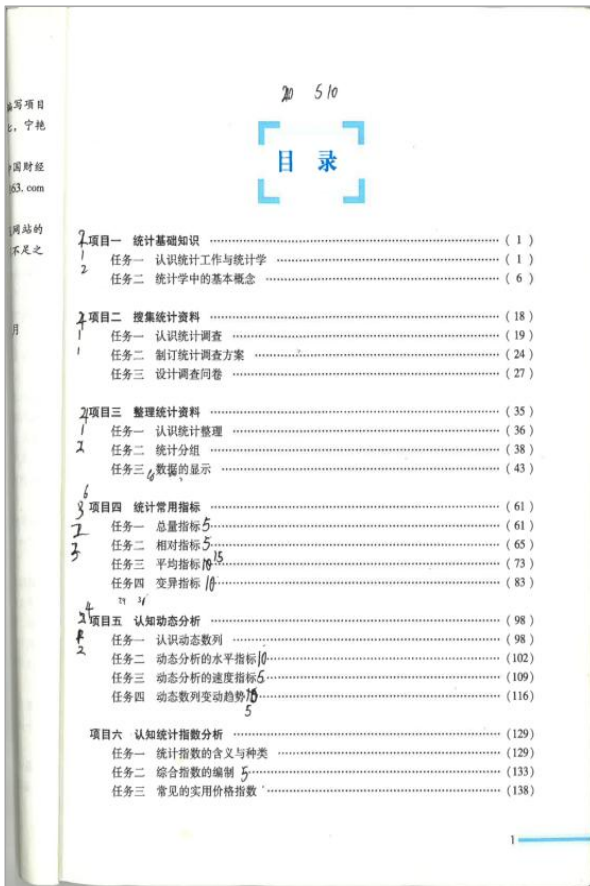 20 5 10
编写项目
宁艳
中国财经
163.com
网站的
不足之
月
目 录
项目一 统计基础知识 ……………………… ( 1 )
任务一 认识统计工作与统计学 ……………………… ( 1 )
任务二 统计学中的基本概念 ……………………… ( 6 )
项目二 搜集统计资料 ……………………… ( 18 )
任务一 认识统计调查 ……………………… ( 19 )
任务二 制订统计调查方案 ……………………… ( 24 )
任务三 设计调查问卷 ……………………… ( 27 )
项目三 整理统计资料 ……………………… ( 35 )
任务一 认识统计整理 ……………………… ( 36 )
任务二 统计分组 ……………………… ( 38 )
任务三 数据的显示 ……………………… ( 43 )
项目四 统计常用指标 ……………………… ( 61 )
任务一 总量指标 5 ……………………… ( 61 )
任务二 相对指标 5 ……………………… ( 65 )
任务三 平均指标 10 15 ……………………… ( 73 )
任务四 变异指标 10 ……………………… ( 83 )
项目五 认知动态分析 ……………………… ( 98 )
任务一 认识动态数列 ……………………… ( 98 )
任务二 动态分析的水平指标 10 ……………………… (102)
任务三 动态分析的速度指标 5 ……………………… (109)
任务四 动态数列变动趋势 ……………………… (116)
5
项目六 认知统计指数分析 ……………………… (129)
任务一 统计指数的含义与种类 ……………………… (129)
任务二 综合指数的编制 5 ……………………… (133)
任务三 常见的实用价格指数 ……………………… (138)
1